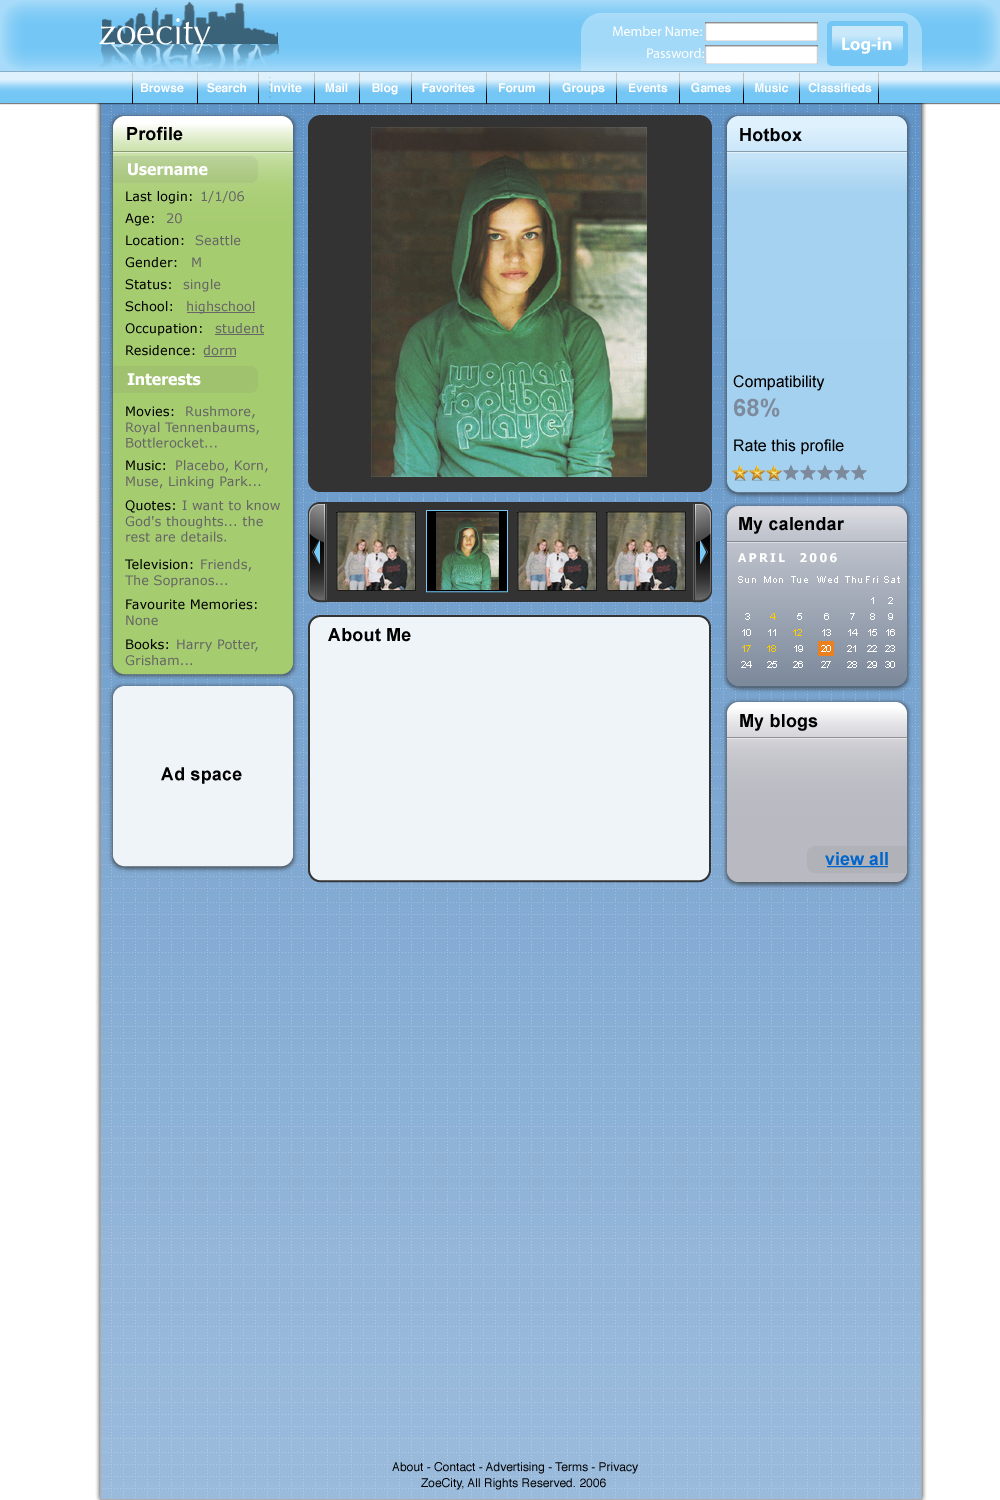 zoecity
Member Name:
Password:
Log-in
Browse Search Invite Mail Blog Favorites Forum Groups Events Games Music Classifieds
Profile
Username
Last login: 1/1/06
Age: 20
Location: Seattle
Gender: M
Status: single
School: highschool
Occupation: student
Residence: dorm
Interests
Movies: Rushmore,
Royal Tennenbaums,
Bottlerocket...
Music: Placebo, Korn,
Muse, Linking Park...
Quotes: I want to know
God's thoughts... the
rest are details.
Television: Friends,
The Sopranos...
Favourite Memories:
None
Books: Harry Potter,
Grisham...
Ad space
woman
footbal
player
About Me
Hotbox
Compatibility
68%
Rate this profile
My calendar
APRIL 2006
Sun Mon Tue Wed Thu Fri Sat
1 2
3 4 5 6 7 8 9
10 11 12 13 14 15 16
17 18 19 20 21 22 23
24 25 26 27 28 29 30
My blogs
view all
About - Contact - Advertising - Terms - Privacy
ZoeCity, All Rights Reserved. 2006